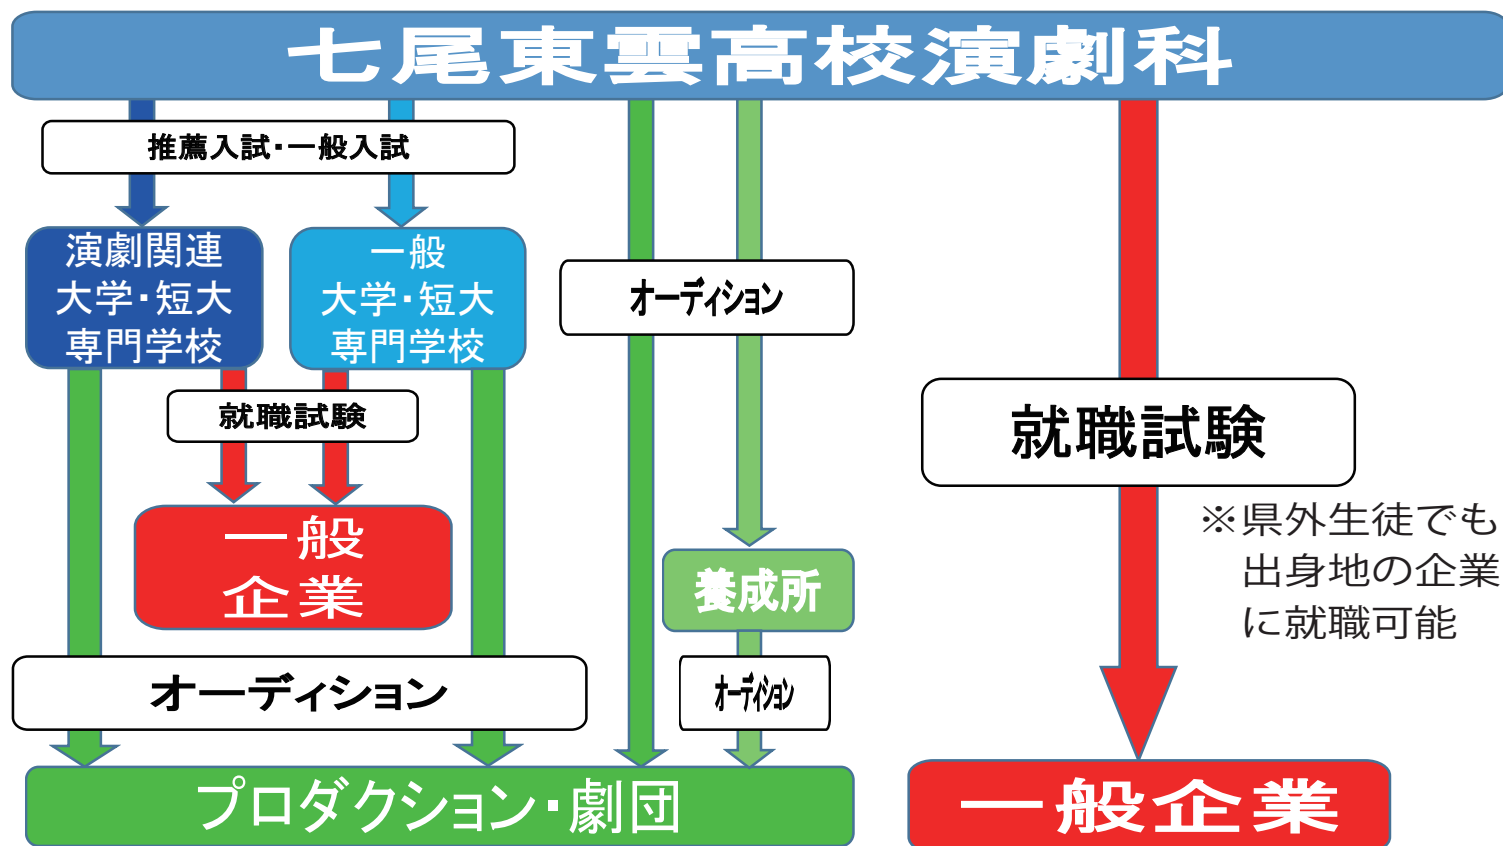 七尾東雲高校演劇科
推薦入試・一般入試
演劇関連
大学・短大
専門学校
一般
大学・短大
専門学校
オーディション
就職試験
就職試験
一般
企業
※県外生徒でも
出身地の企業
に就職可能
養成所
オーディション
オーディション
プロダクション・劇団
一般企業